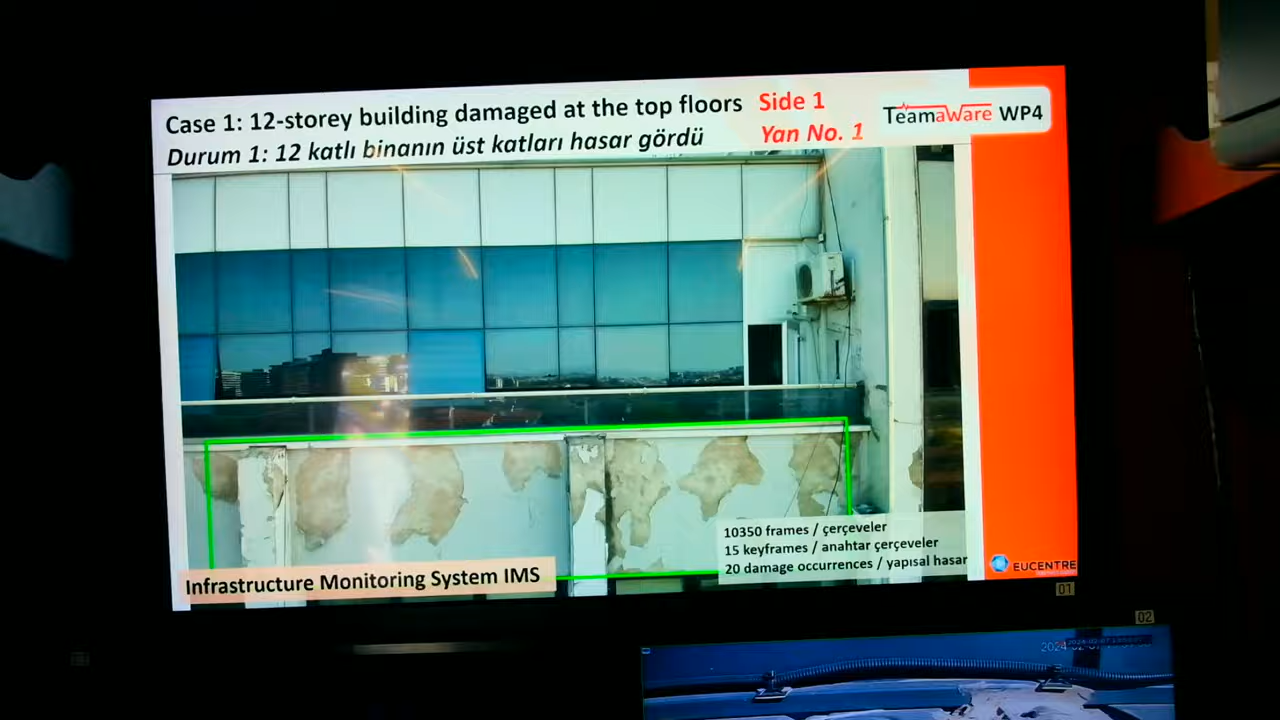 Case 1: 12-storey building damaged at the top floors
Durum 1: 12 katlı binanın üst katları hasar gördü
Side 1
Yan No. 1
TeamaWare WP4
10350 frames / çerçeveler
15 keyframes / anahtar çerçeveler
20 damage occurrences / yapısal hasar
Infrastructure Monitoring System IMS
EUCENTRE
01
02